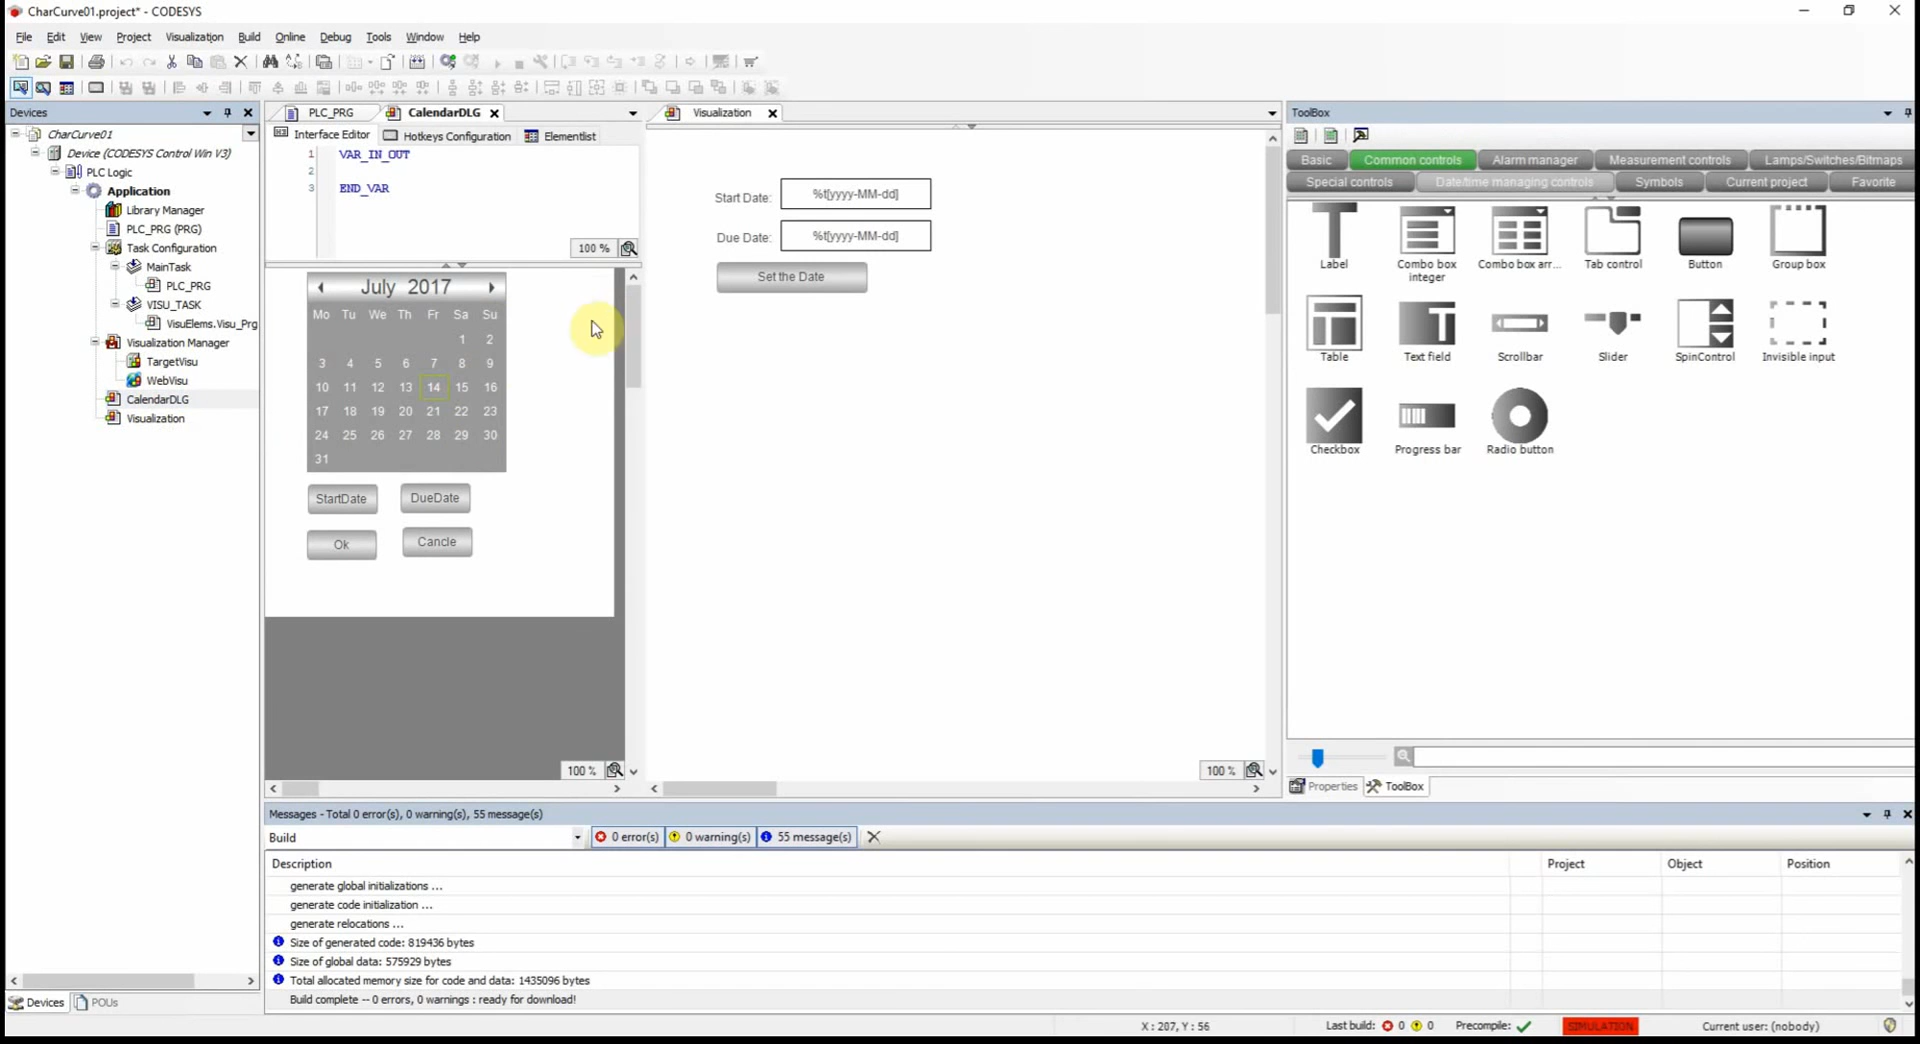 CharCurve01.project* - CODESYS
File Edit View Project Visualization Build Online Debug Tools Window Help
Devices
CharCurve01
Device (CODESYS Control Win V3)
PLC Logic
Application
Library Manager
PLC_PRG (PRG)
Task Configuration
MainTask
PLC_PRG
VISU_TASK
VisuElems.Visu_Prg
Visualization Manager
TargetVisu
WebVisu
CalendarDLG
Visualization
Devices POUs
PLC_PRG CalendarDLG
Interface Editor Hotkeys Configuration Elementlist
1 VAR_IN_OUT
2
3 END_VAR
100 %
July 2017
Mo Tu We Th Fr Sa Su
1 2
3 4 5 6 7 8 9
10 11 12 13 14 15 16
17 18 19 20 21 22 23
24 25 26 27 28 29 30
31
StartDate DueDate
Ok Cancle
100 %
Visualization
Start Date: %t[yyyy-MM-dd]
Due Date: %t[yyyy-MM-dd]
Set the Date
100 %
ToolBox
Basic Common controls Alarm manager Measurement controls Lamps/Switches/Bitmaps
Special controls Date/time managing controls Symbols Current project Favorite
Label Combo box integer Combo box arr... Tab control Button Group box
Table Text field Scrollbar Slider SpinControl Invisible input
Checkbox Progress bar Radio button
Properties ToolBox
Messages - Total 0 error(s), 0 warning(s), 55 message(s)
Build 0 error(s) 0 warning(s) 55 message(s)
Description Project Object Position
generate global initializations ...
generate code initialization ...
generate relocations ...
Size of generated code: 819436 bytes
Size of global data: 575929 bytes
Total allocated memory size for code and data: 1435096 bytes
Build complete -- 0 errors, 0 warnings : ready for download!
X : 207, Y : 56 Last build: 0 0 Precompile: SIMULATION Current user: (nobody)